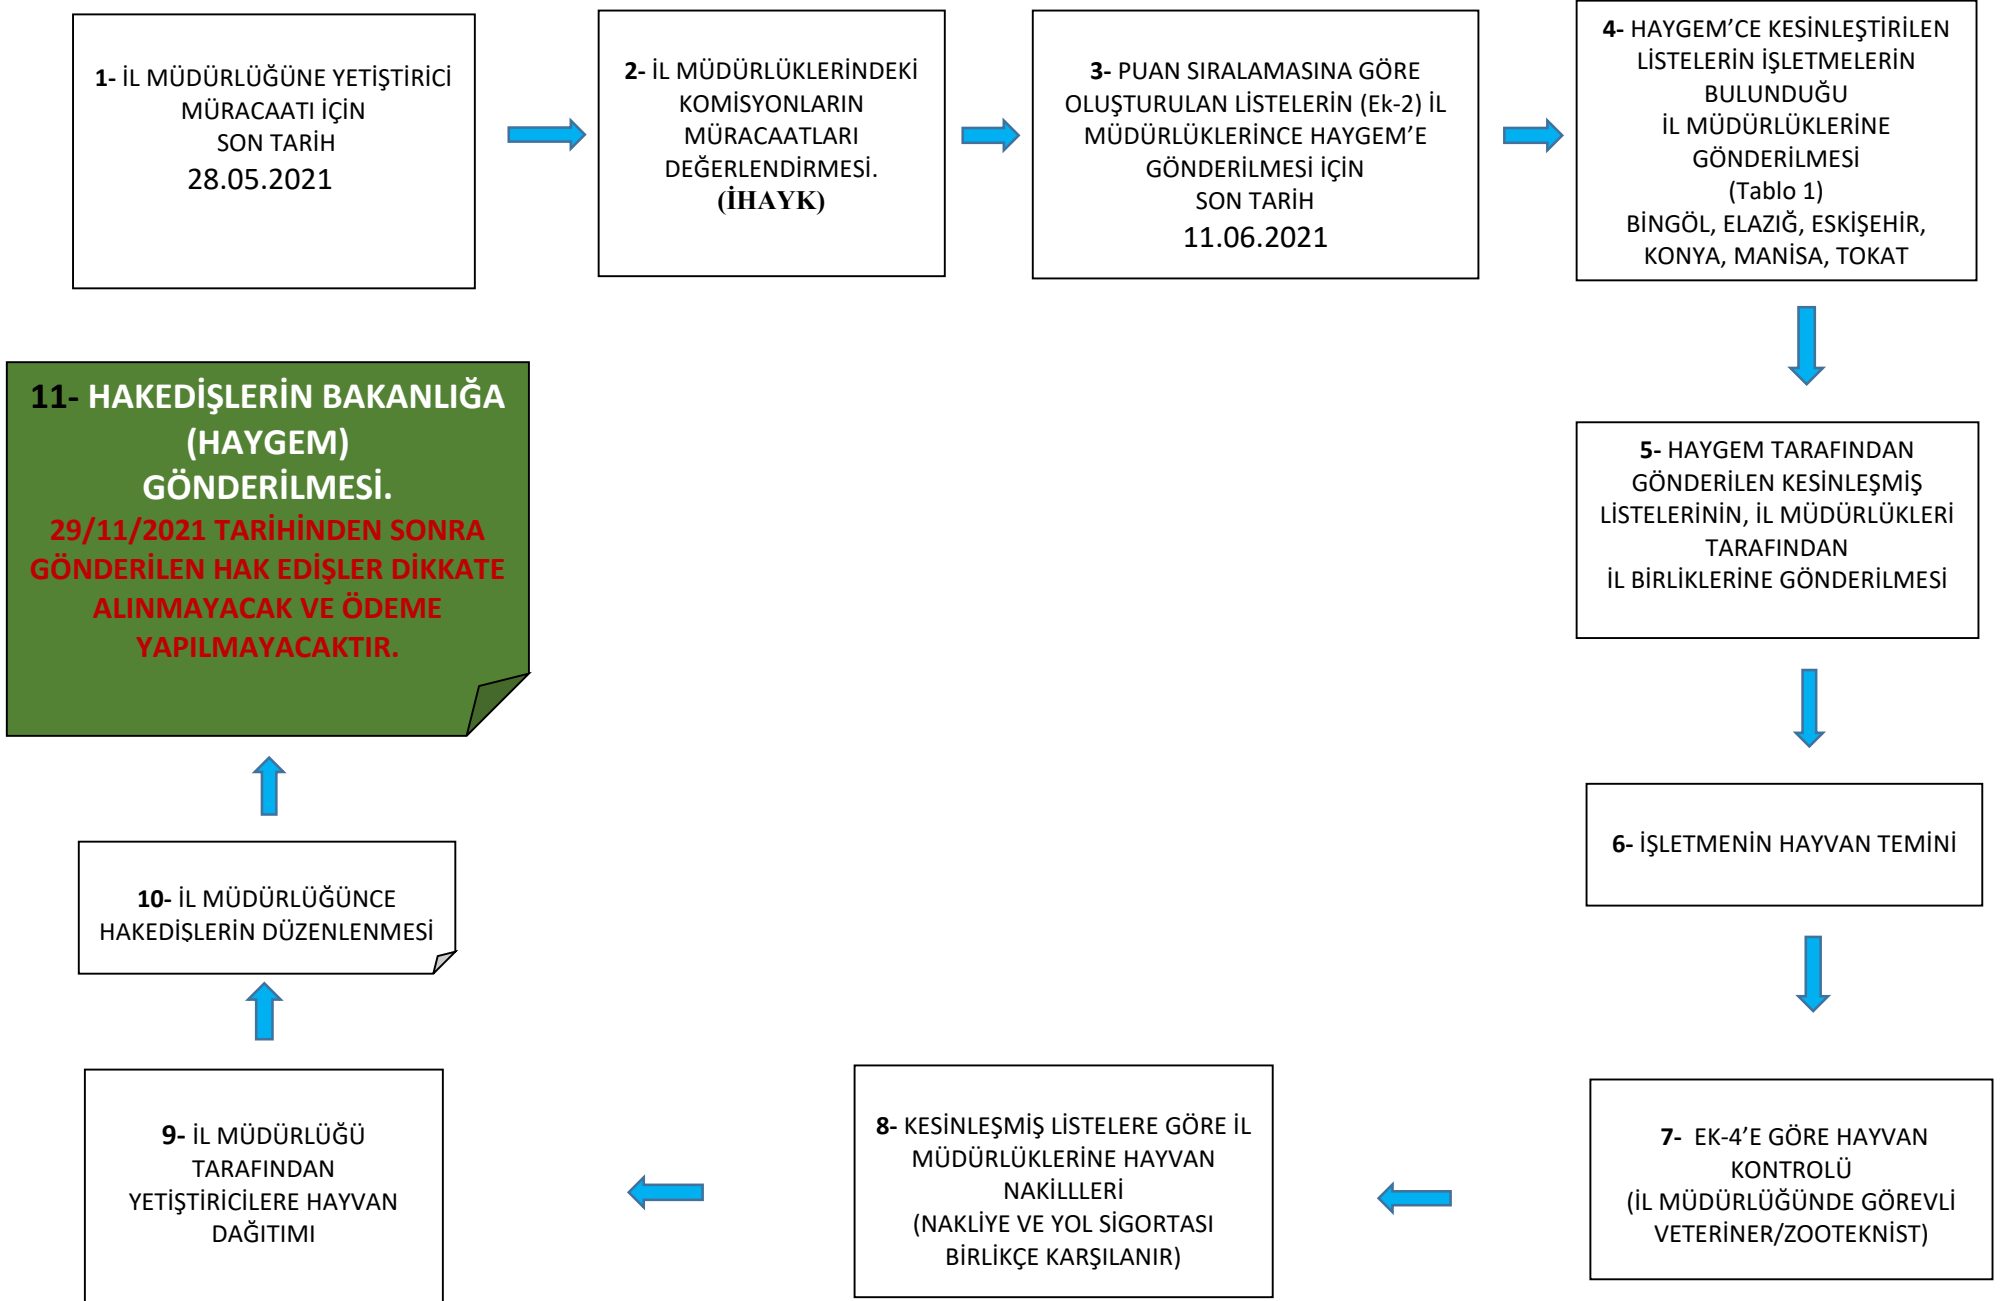 1- İL MÜDÜRLÜĞÜNE YETİŞTİRİCİ
MÜRACAATI İÇİN
SON TARİH
28.05.2021
2- İL MÜDÜRLÜKLERİNDEKİ
KOMİSYONLARIN
MÜRACAATLARI
DEĞERLENDİRMESİ.
(İHAYK)
3- PUAN SIRALAMASINA GÖRE
OLUŞTURULAN LİSTELERİN (Ek-2) İL
MÜDÜRLÜKLERİNCE HAYGEM'E
GÖNDERİLMESİ İÇİN
SON TARİH
11.06.2021
4- HAYGEM'CE KESİNLEŞTİRİLEN
LİSTELERİN İŞLETMELERİN
BULUNDUĞU
İL MÜDÜRLÜKLERİNE
GÖNDERİLMESİ
(Tablo 1)
BİNGÖL, ELAZIĞ, ESKİŞEHİR,
KONYA, MANİSA, TOKAT
5- HAYGEM TARAFINDAN
GÖNDERİLEN KESİNLEŞMİŞ
LİSTELERİNİN, İL MÜDÜRLÜKLERİ
TARAFINDAN
İL BİRLİKLERİNE GÖNDERİLMESİ
6- İŞLETMENİN HAYVAN TEMİNİ
7- EK-4'E GÖRE HAYVAN
KONTROLÜ
(İL MÜDÜRLÜĞÜNDE GÖREVLİ
VETERİNER/ZOOTEKNİST)
8- KESİNLEŞMİŞ LİSTELERE GÖRE İL
MÜDÜRLÜKLERİNE HAYVAN
NAKİLLLERİ
(NAKLİYE VE YOL SİGORTASI
BİRLİKÇE KARŞILANIR)
9- İL MÜDÜRLÜĞÜ
TARAFINDAN
YETİŞTİRİCİLERE HAYVAN
DAĞITIMI
10- İL MÜDÜRLÜĞÜNCE
HAKEDİŞLERİN DÜZENLENMESİ
11- HAKEDİŞLERİN BAKANLIĞA
(HAYGEM)
GÖNDERİLMESİ.
29/11/2021 TARİHİNDEN SONRA
GÖNDERİLEN HAK EDİŞLER DİKKATE
ALINMAYACAK VE ÖDEME
YAPILMAYACAKTIR.